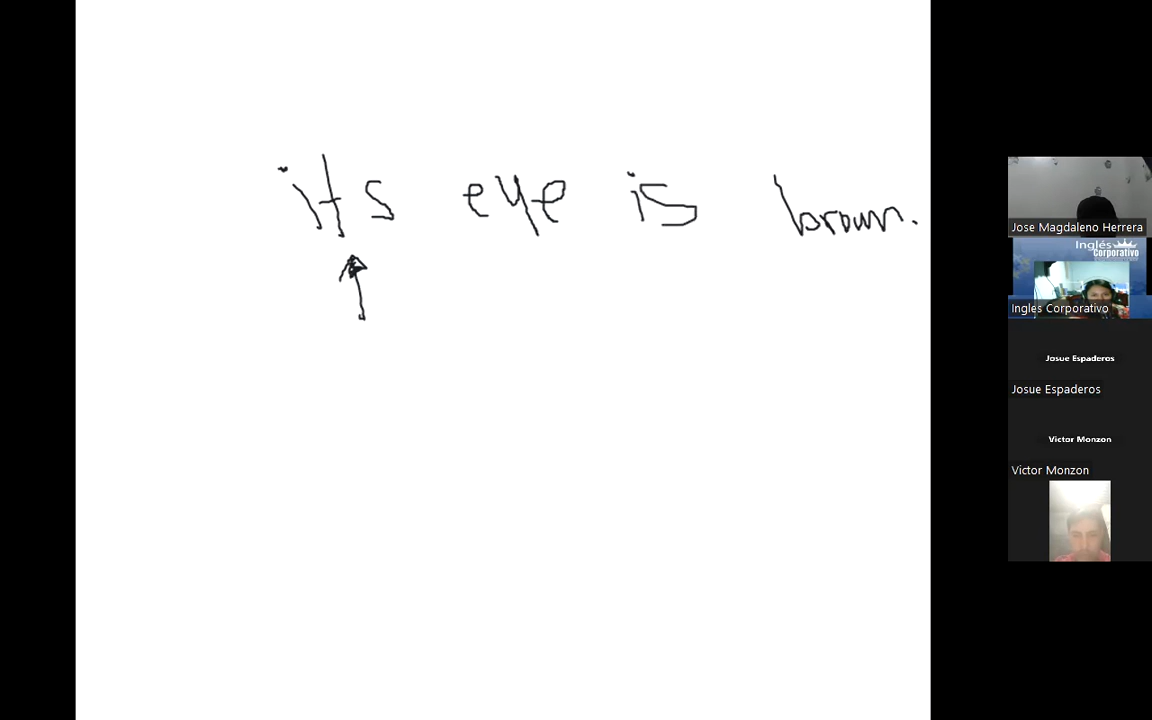 its eye is brown.
Jose Magdaleno Herrera
Inglés
Corporativo
Ingles Corporativo
Josue Espaderos
Josue Espaderos
Victor Monzon
Victor Monzon